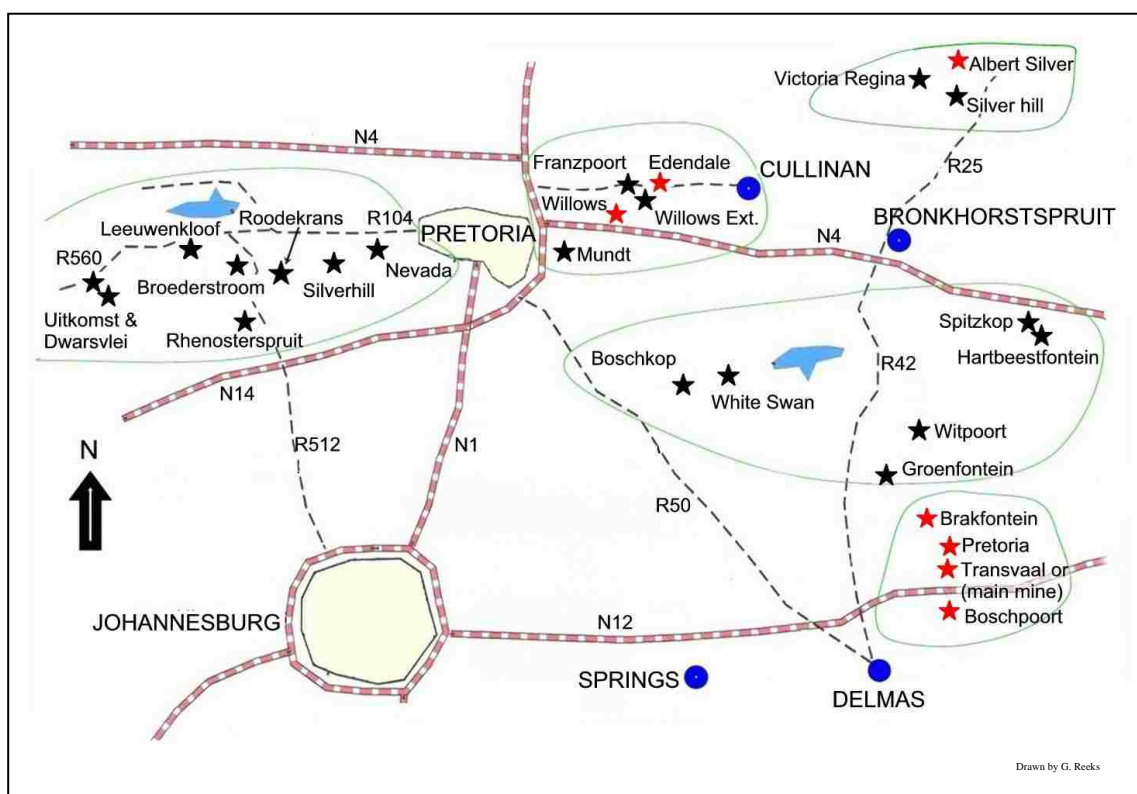 Albert Silver
Victoria Regina
Silver hill
N4
Franzpoort
Edendale
CULLINAN
R25
Willows
Willows Ext.
Roodekrans
R104
Leeuwenkloof
PRETORIA
BRONKHORSTSPRUIT
N4
R560
Mundt
Nevada
Broederstroom
Silverhill
Uitkomst &
Dwarsvlei
Rhenosterspruit
Spitzkop
Hartbeestfontein
Boschkop
R42
White Swan
N14
Witpoort
N
R512
N1
Groenfontein
R50
Brakfontein
Pretoria
Transvaal or
(main mine)
Boschpoort
JOHANNESBURG
N12
SPRINGS
DELMAS
Drawn by G. Reeks